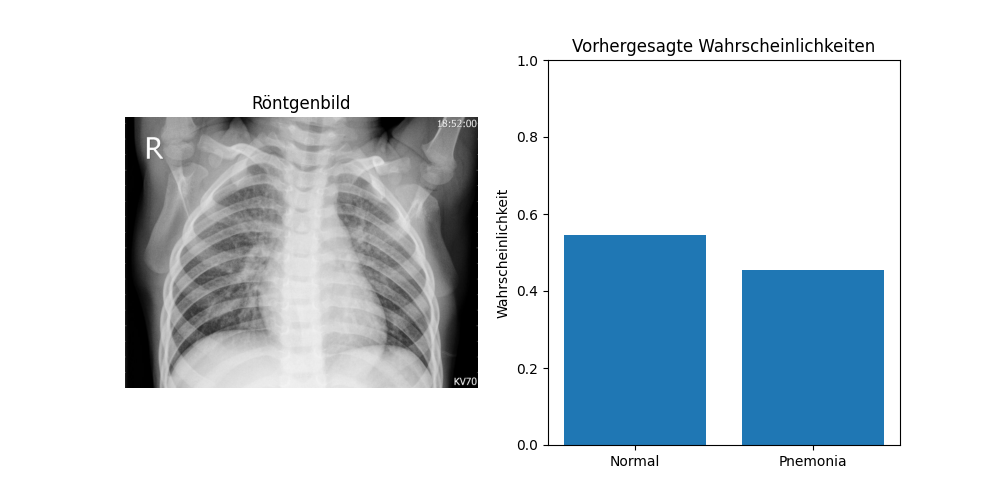 Röntgenbild
18:52:00
R
KV70
Vorhergesagte Wahrscheinlichkeiten
1.0
0.8
0.6
0.4
0.2
0.0
Wahrscheinlichkeit
Normal
Pnemonia